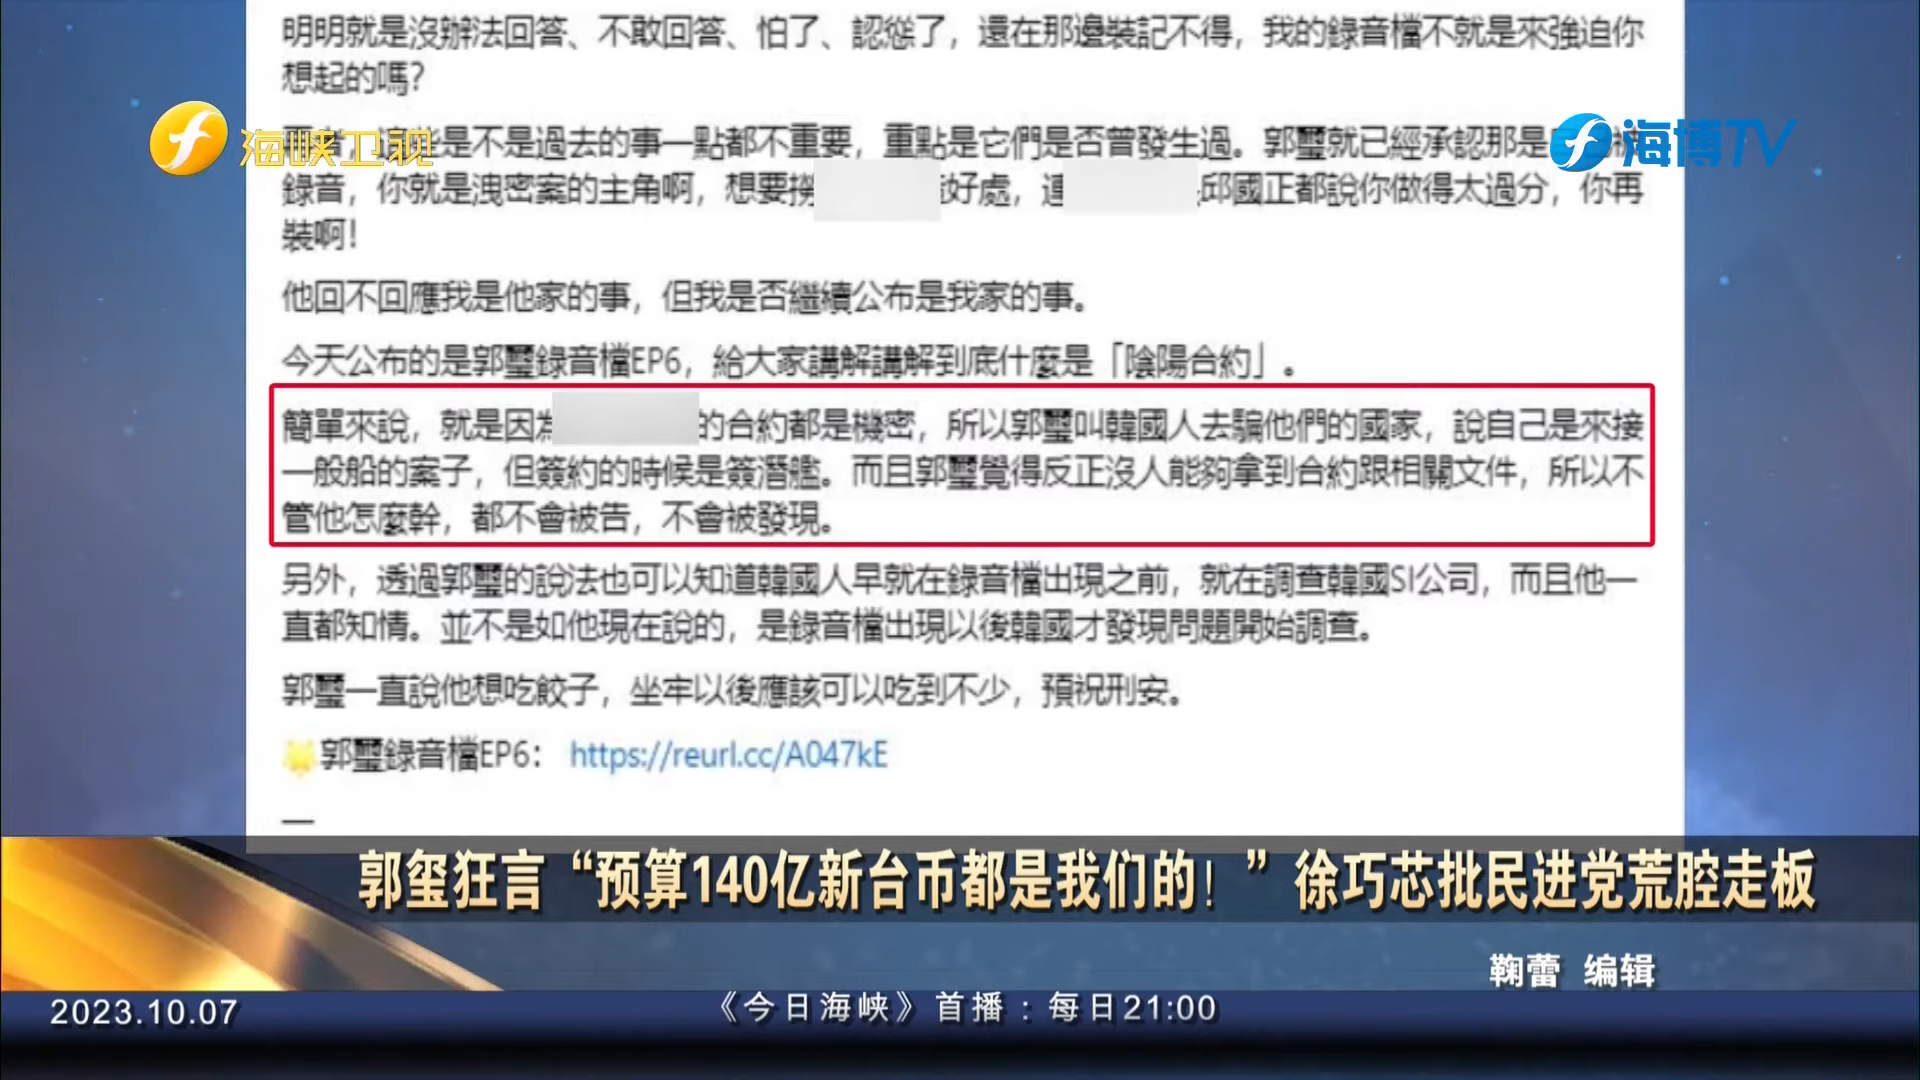 明明就是沒辦法回答、不敢回答、怕了、認慫了，還在那邊裝記不得，我的錄音檔不就是來強迫你
想起的嗎？
是不是過去的事一點都不重要，重點是它們是否曾發生過。郭璽就已經承認那是
海峡卫视
海博TV
錄音，你就是洩密案的主角啊，想要撈 好處，連 邱國正都說你做得太過分，你再
裝啊！
他回不回應我是他家的事，但我是否繼續公布是我家的事。
今天公布的是郭璽錄音檔EP6，給大家講解講解到底什麼是「陰陽合約」。
簡單來說，就是因為 的合約都是機密，所以郭璽叫韓國人去騙他們的國家，說自己是來接
一般船的案子，但簽約的時候是簽潛艦。而且郭璽覺得反正沒人能夠拿到合約跟相關文件，所以不
管他怎麼幹，都不會被告，不會被發現。
另外，透過郭璽的說法也可以知道韓國人早就在錄音檔出現之前，就在調查韓國SI公司，而且他一
直都知情。並不是如他現在說的，是錄音檔出現以後韓國才發現問題開始調查。
郭璽一直說他想吃餃子，坐牢以後應該可以吃到不少，預祝刑安。
郭璽錄音檔EP6： https://reurl.cc/A047kE
—
郭玺狂言“预算140亿新台币都是我们的！”徐巧芯批民进党荒腔走板
鞠蕾 编辑
2023.10.07
《今日海峡》首播：每日21:00